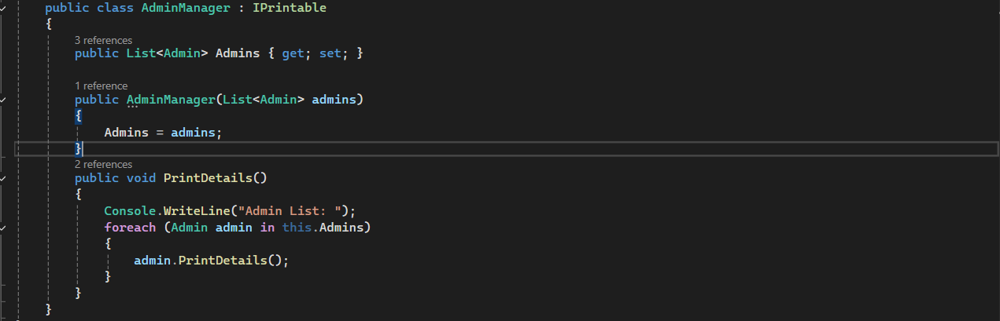 public class AdminManager : IPrintable
{
3 references
public List<Admin> Admins { get; set; }
1 reference
public AdminManager(List<Admin> admins)
{
Admins = admins;
}
2 references
public void PrintDetails()
{
Console.WriteLine("Admin List: ");
foreach (Admin admin in this.Admins)
{
admin.PrintDetails();
}
}
}